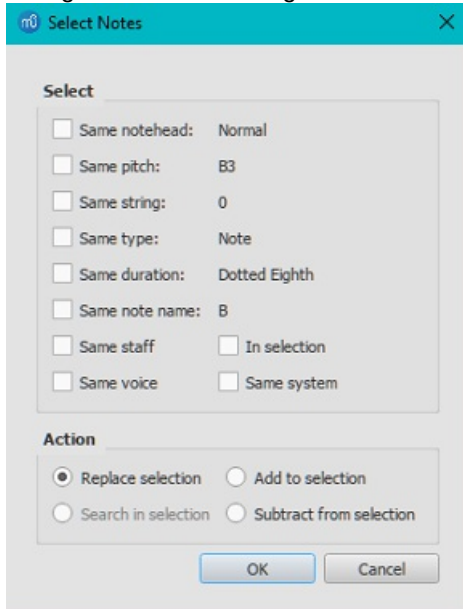 Select Notes
Select
Same notehead: Normal
Same pitch: B3
Same string: 0
Same type: Note
Same duration: Dotted Eighth
Same note name: B
Same staff In selection
Same voice Same system
Action
Replace selection Add to selection
Search in selection Subtract from selection
OK Cancel